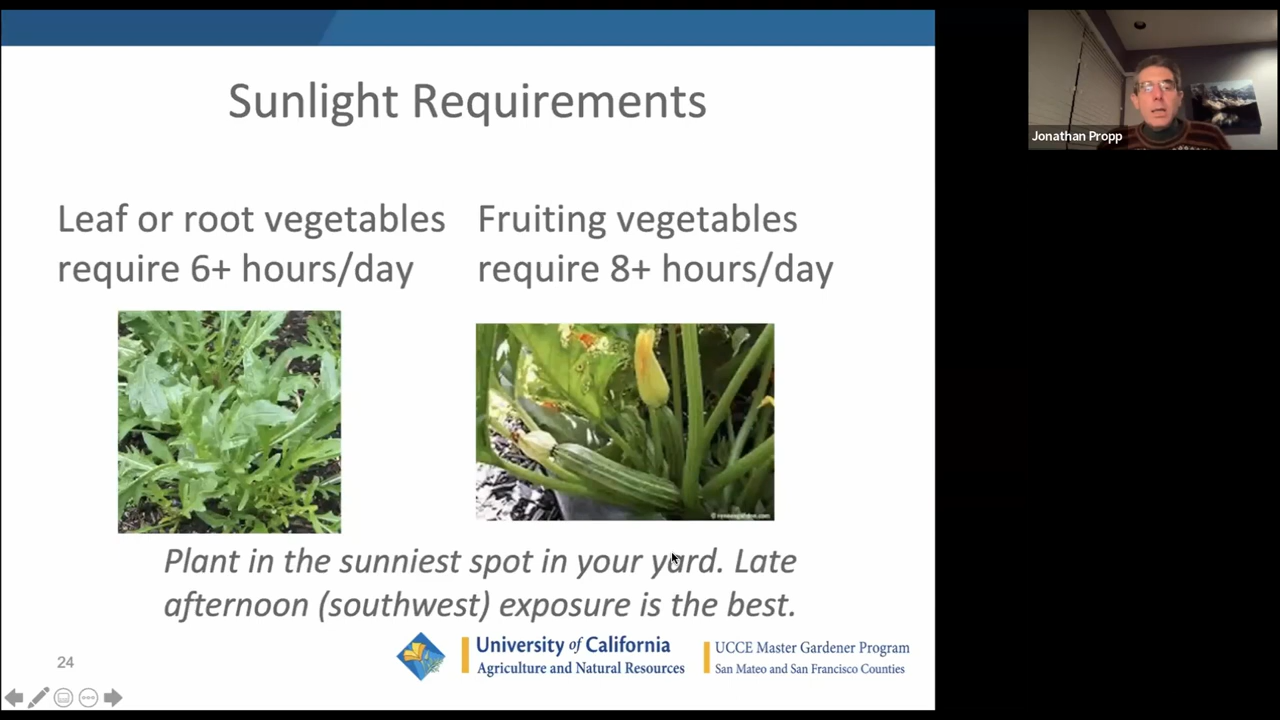 Sunlight Requirements
Leaf or root vegetables
require 6+ hours/day
Fruiting vegetables
require 8+ hours/day
Plant in the sunniest spot in your yard. Late
afternoon (southwest) exposure is the best.
University of California
Agriculture and Natural Resources
UCCE Master Gardener Program
San Mateo and San Francisco Counties
24
Jonathan Propp